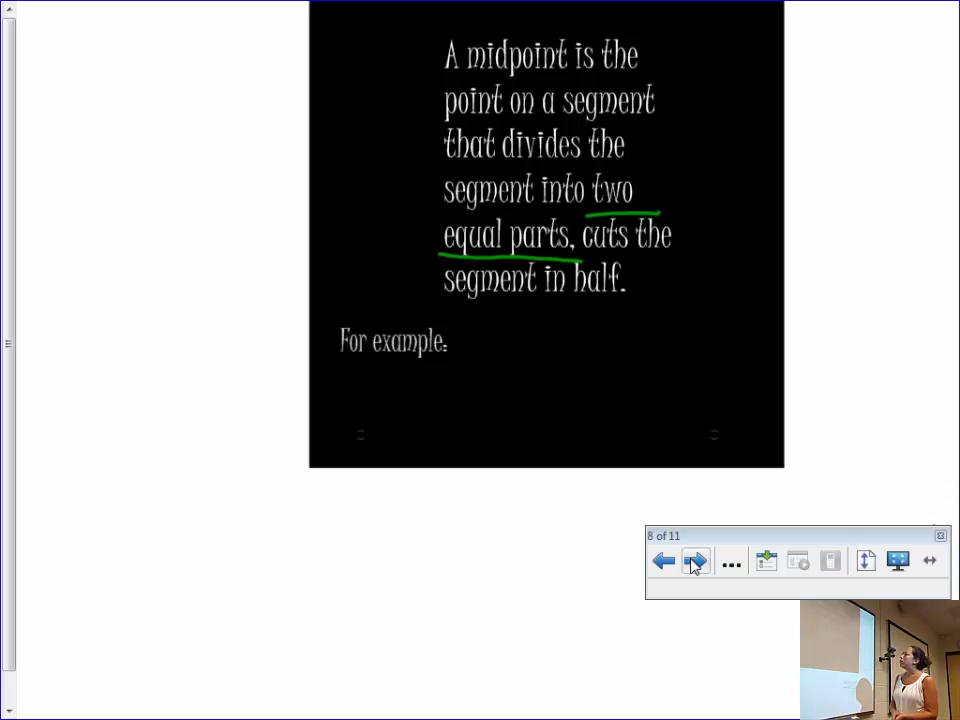 A midpoint is the
point on a segment
that divides the
segment into two
equal parts, cuts the
segment in half.
For example:
8 of 11